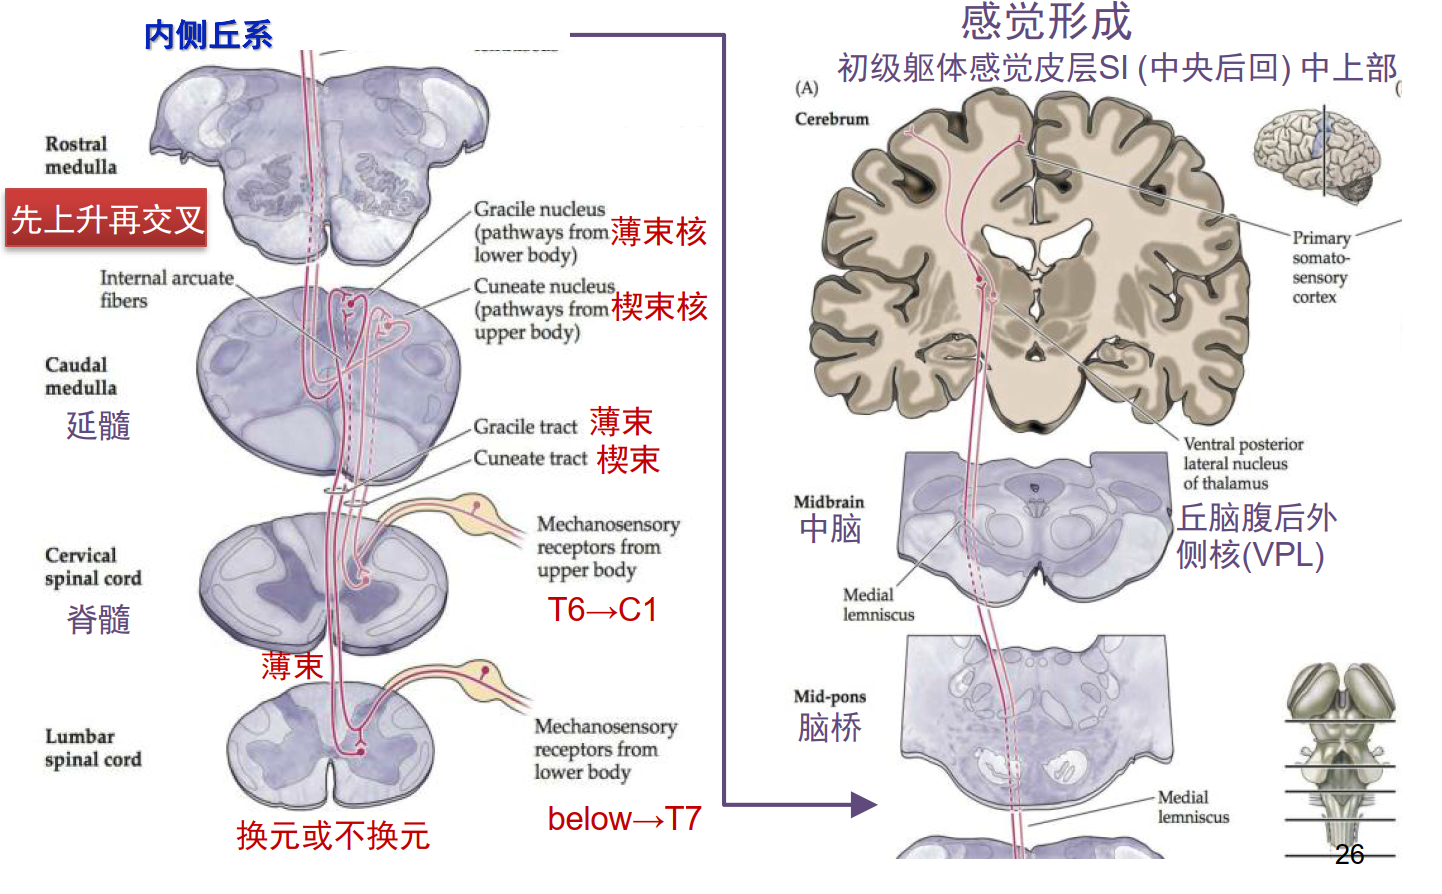 内侧丘系
Rostral
medulla
先上升再交叉
Gracile nucleus
(pathways from
lower body)
薄束核
Internal arcuate
fibers
Cuneate nucleus
(pathways from
upper body)
楔束核
Caudal
medulla
延髓
Gracile tract
薄束
Cuneate tract
楔束
Cervical
spinal cord
脊髓
Mechanosensory
receptors from
upper body
T6→C1
薄束
Lumbar
spinal cord
Mechanosensory
receptors from
lower body
below→T7
换元或不换元
感觉形成
初级躯体感觉皮层SI (中央后回) 中上部
(A)
Cerebrum
Primary
somato-
sensory
cortex
Ventral posterior
lateral nucleus
of thalamus
丘脑腹后外
侧核(VPL)
Midbrain
中脑
Medial
lemniscus
Mid-pons
脑桥
Medial
lemniscus
26